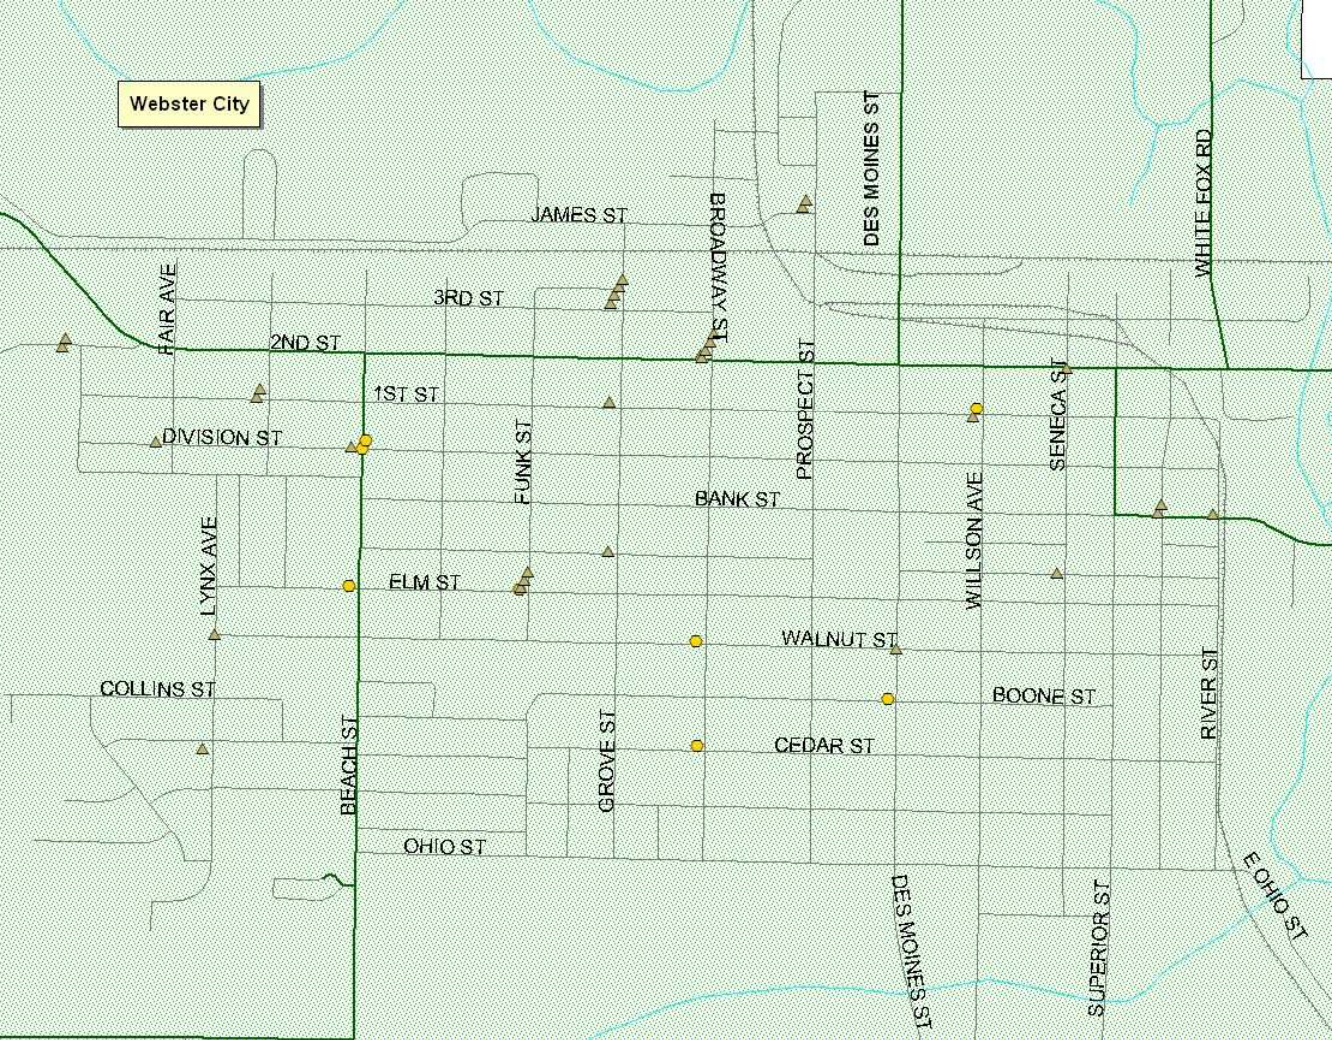 Webster City
DES MOINES ST
WHITE FOX RD
JAMES ST
BROADWAY ST
FAIR AVE
3RD ST
2ND ST
1ST ST
PROSPECT ST
SENECA ST
DIVISION ST
FUNK ST
BANK ST
WILLSON AVE
LYNX AVE
ELM ST
WALNUT ST
COLLINS ST
BOONE ST
RIVER ST
BEACH ST
GROVE ST
CEDAR ST
OHIO ST
E OHIO ST
DES MOINES ST
SUPERIOR ST